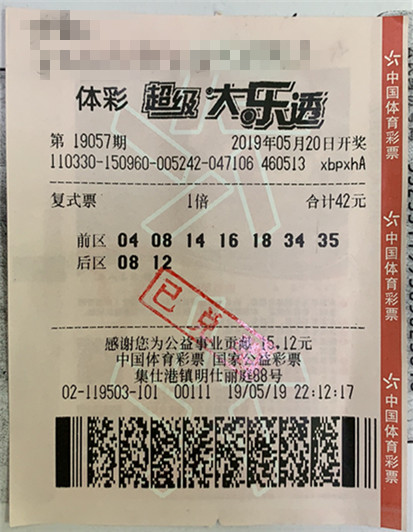 体彩 超级大乐透
第 19057期 2019年05月20日开奖
110330-150960-005242-047106 460513 xbpxhA
复式票 1倍 合计42元
前区 04 08 14 16 18 34 35
后区 08 12
已兑
感谢您为公益事业贡献 15.12元
中国体育彩票 国家公益彩票
集仕港镇明仕丽庭88号
02-119503-101 00111 19/05/19 22:12:17
中国体育彩票
中国体育彩票
中国体育彩票